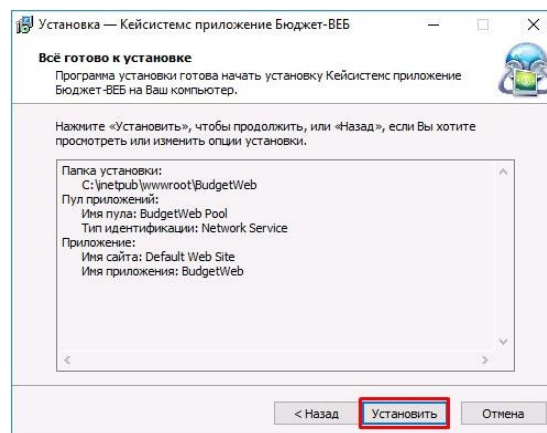 Установка — Кейсистемс приложение Бюджет-ВЕБ
Всё готово к установке
Программа установки готова начать установку Кейсистемс приложение
Бюджет-ВЕБ на Ваш компьютер.
Нажмите «Установить», чтобы продолжить, или «Назад», если Вы хотите
просмотреть или изменить опции установки.
Папка установки:
C:\inetpub\wwwroot\BudgetWeb
Пул приложений:
Имя пула: BudgetWeb Pool
Тип идентификации: Network Service
Приложение:
Имя сайта: Default Web Site
Имя приложения: BudgetWeb
< Назад
Установить
Отмена